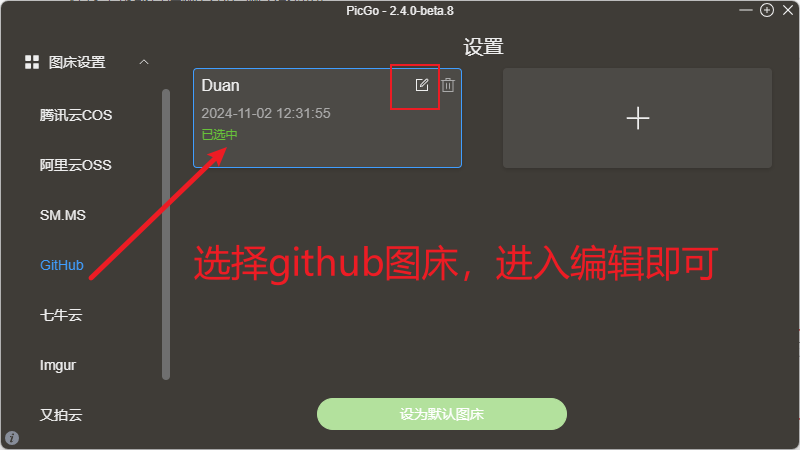 PicGo - 2.4.0-beta.8
设置
图床设置
腾讯云COS
阿里云OSS
SM.MS
GitHub
七牛云
Imgur
又拍云
Duan
2024-11-02 12:31:55
已选中
选择github图床，进入编辑即可
设为默认图床